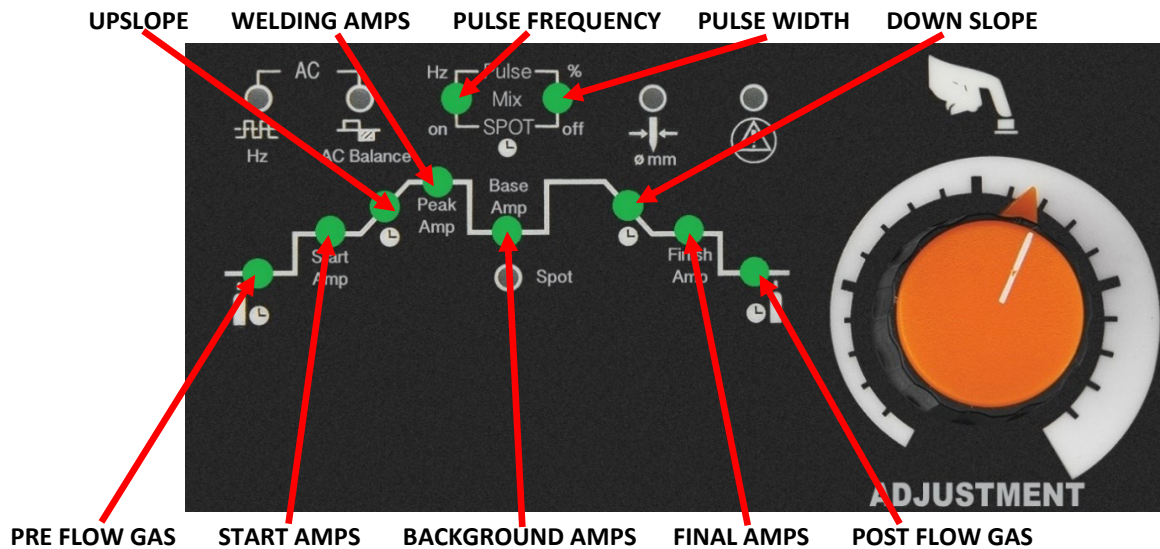 UPSLOPE WELDING AMPS PULSE FREQUENCY PULSE WIDTH DOWN SLOPE
AC
Hz Pulse %
Mix
on SPOT off
Hz
AC Balance
ø mm
Peak
Amp
Base
Amp
Start
Amp
Spot
Finish
Amp
ADJUSTMENT
PRE FLOW GAS START AMPS BACKGROUND AMPS FINAL AMPS POST FLOW GAS